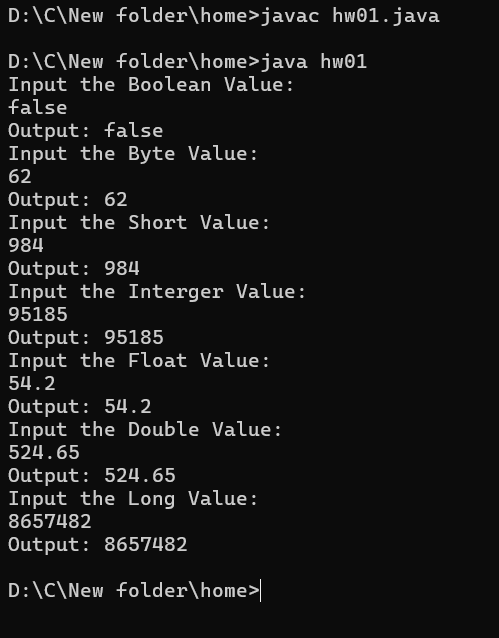 D:\C\New folder\home>javac hw01.java
D:\C\New folder\home>java hw01
Input the Boolean Value:
false
Output: false
Input the Byte Value:
62
Output: 62
Input the Short Value:
984
Output: 984
Input the Interger Value:
95185
Output: 95185
Input the Float Value:
54.2
Output: 54.2
Input the Double Value:
524.65
Output: 524.65
Input the Long Value:
8657482
Output: 8657482
D:\C\New folder\home>